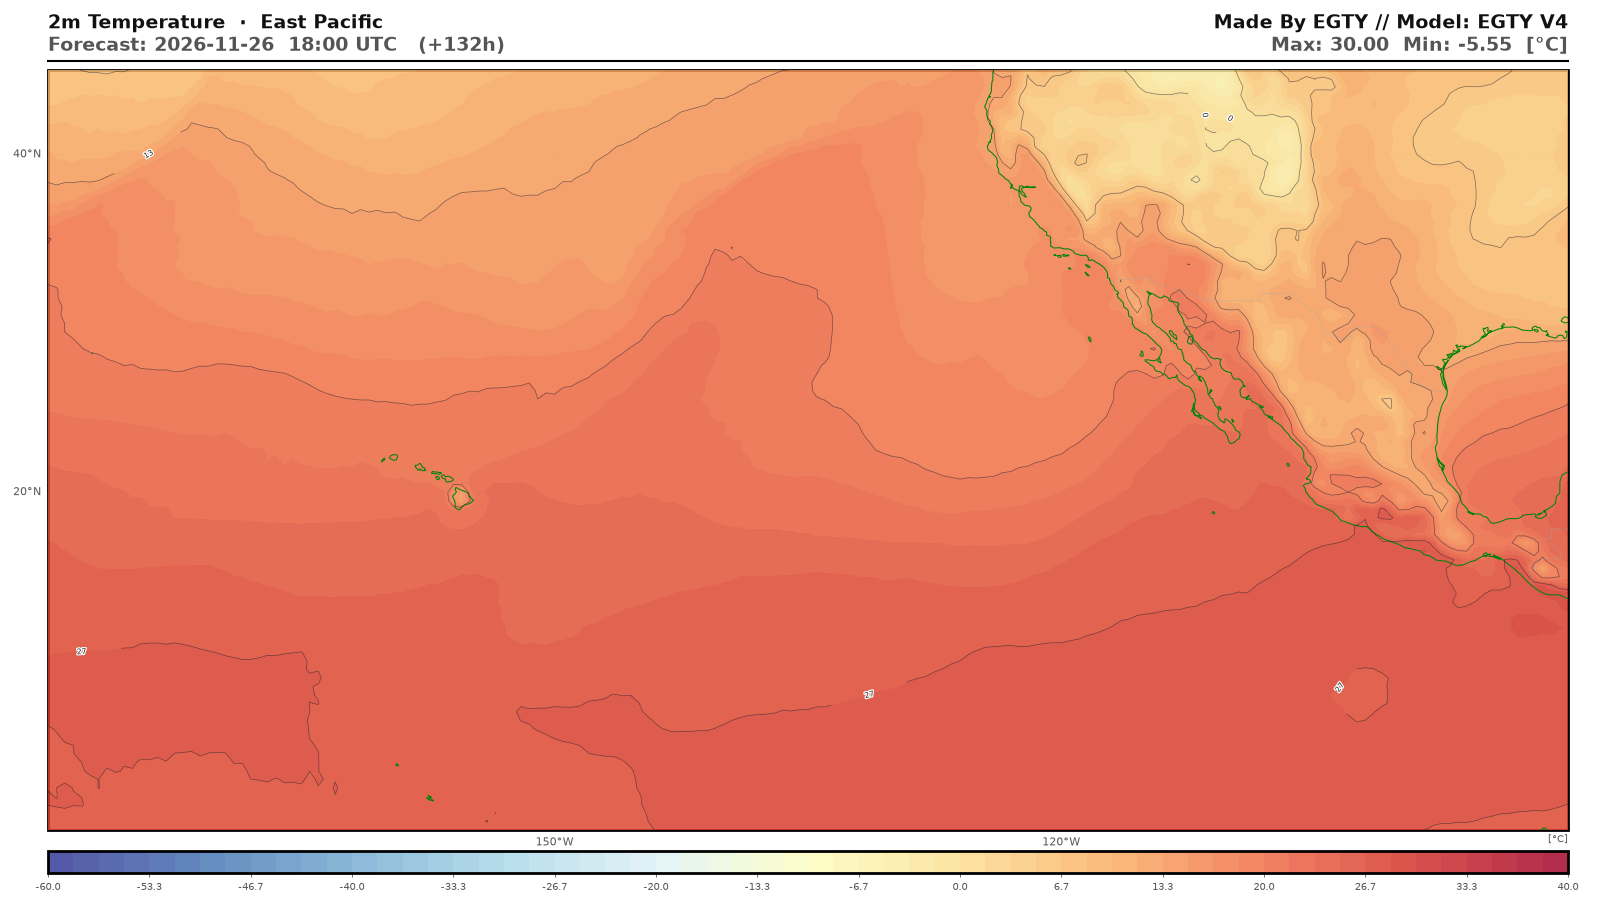 2m Temperature · East Pacific
Made By EGTY // Model: EGTY V4
Forecast: 2026-11-26 18:00 UTC (+132h)
Max: 30.00 Min: -5.55 [°C]
0
0
40°N
13
20°N
27
27
27
150°W
120°W
[°C]
-60.0
-53.3
-46.7
-40.0
-33.3
-26.7
-20.0
-13.3
-6.7
0.0
6.7
13.3
20.0
26.7
33.3
40.0